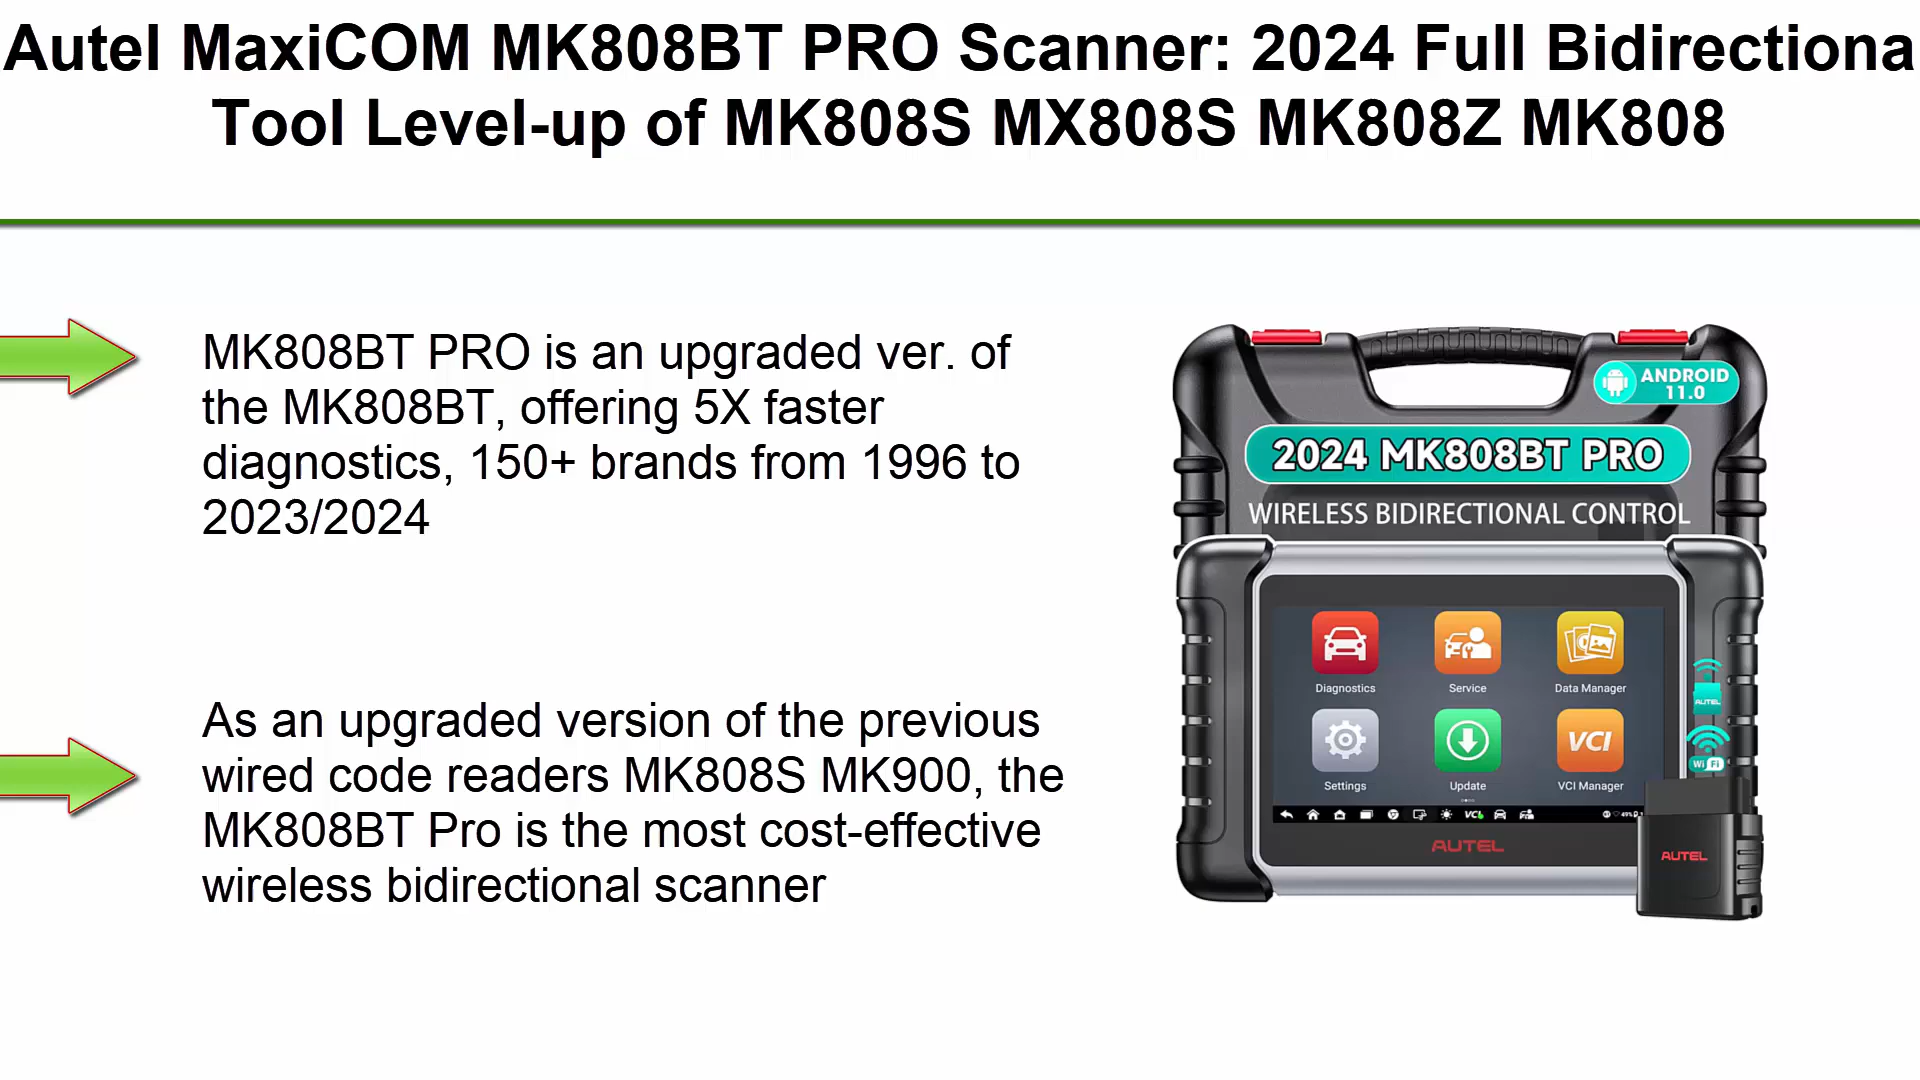 Autel MaxiCOM MK808BT PRO Scanner: 2024 Full Bidirectiona
Tool Level-up of MK808S MX808S MK808Z MK808
MK808BT PRO is an upgraded ver. of
the MK808BT, offering 5X faster
diagnostics, 150+ brands from 1996 to
2023/2024
As an upgraded version of the previous
wired code readers MK808S MK900, the
MK808BT Pro is the most cost-effective
wireless bidirectional scanner
ANDROID
11.0
2024 MK808BT PRO
WIRELESS BIDIRECTIONAL CONTROL
Diagnostics Service Data Manager
AUTEL
VCI
WiFi
Settings Update VCI Manager
VCI
49%
AUTEL
AUTEL